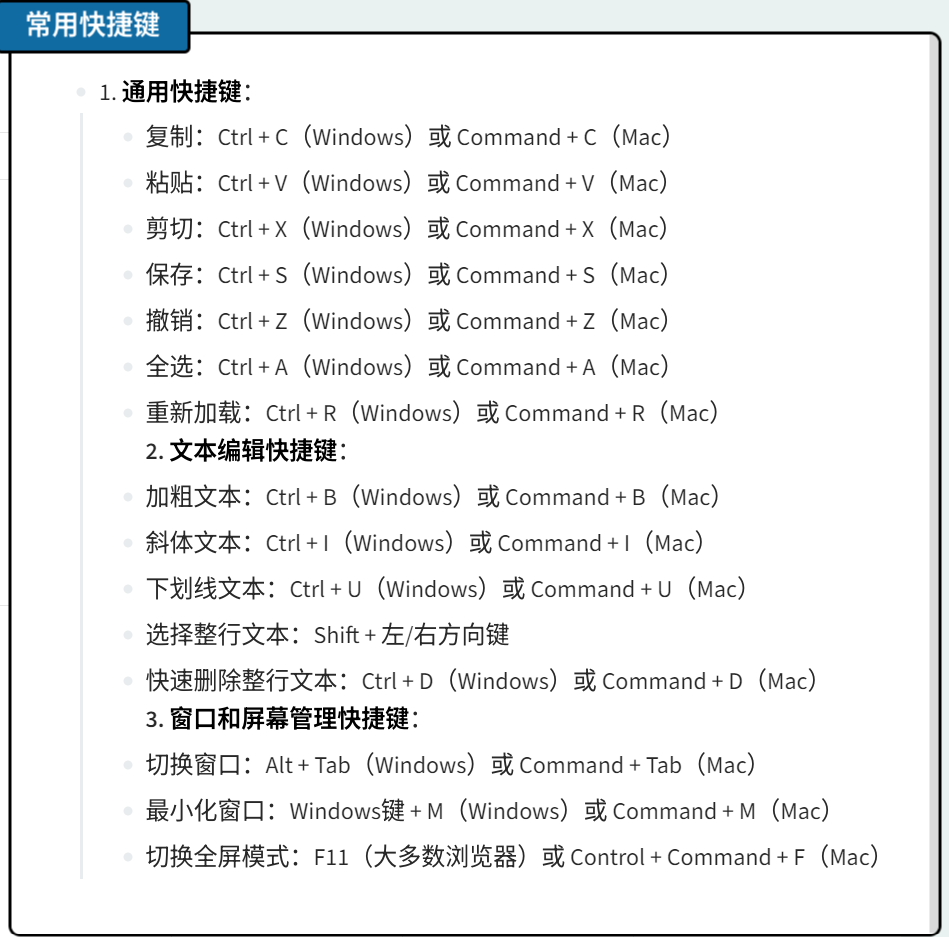 常用快捷键
1. 通用快捷键：
复制：Ctrl + C（Windows）或 Command + C（Mac）
粘贴：Ctrl + V（Windows）或 Command + V（Mac）
剪切：Ctrl + X（Windows）或 Command + X（Mac）
保存：Ctrl + S（Windows）或 Command + S（Mac）
撤销：Ctrl + Z（Windows）或 Command + Z（Mac）
全选：Ctrl + A（Windows）或 Command + A（Mac）
重新加载：Ctrl + R（Windows）或 Command + R（Mac）
2. 文本编辑快捷键：
加粗文本：Ctrl + B（Windows）或 Command + B（Mac）
斜体文本：Ctrl + I（Windows）或 Command + I（Mac）
下划线文本：Ctrl + U（Windows）或 Command + U（Mac）
选择整行文本：Shift + 左/右方向键
快速删除整行文本：Ctrl + D（Windows）或 Command + D（Mac）
3. 窗口和屏幕管理快捷键：
切换窗口：Alt + Tab（Windows）或 Command + Tab（Mac）
最小化窗口：Windows键 + M（Windows）或 Command + M（Mac）
切换全屏模式：F11（大多数浏览器）或 Control + Command + F（Mac）